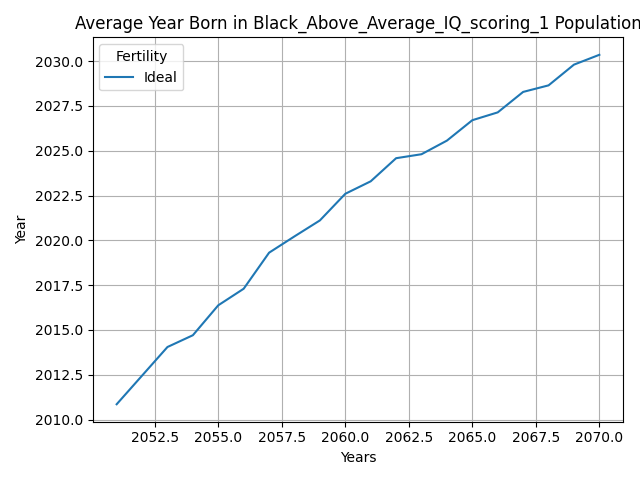 Average Year Born in Black_Above_Average_IQ_scoring_1 Population
Fertility
Ideal
2030.0
2027.5
2025.0
2022.5
2020.0
2017.5
2015.0
2012.5
2010.0
Year
2052.5 2055.0 2057.5 2060.0 2062.5 2065.0 2067.5 2070.0
Years